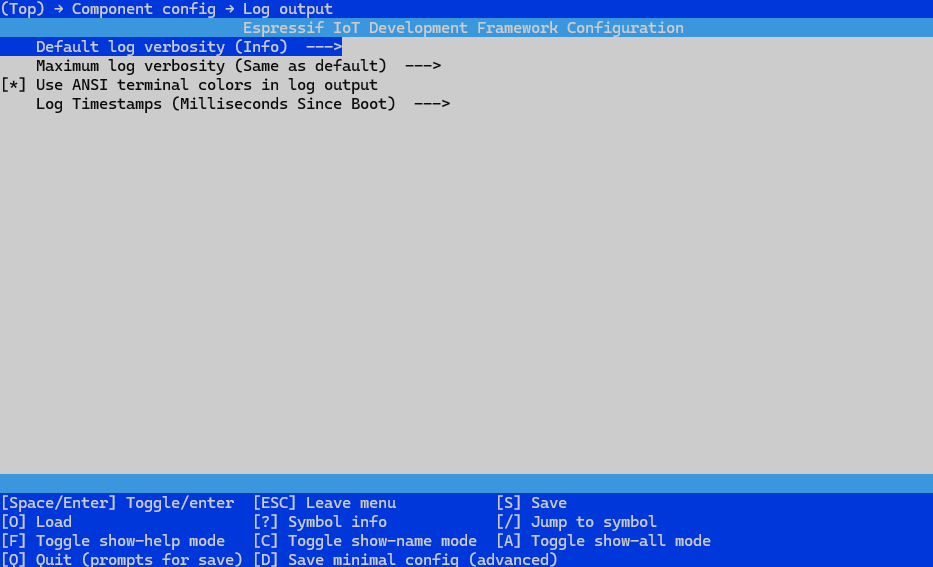 (Top) → Component config → Log output
Espressif IoT Development Framework Configuration
Default log verbosity (Info)  --->
Maximum log verbosity (Same as default)  --->
[*] Use ANSI terminal colors in log output
Log Timestamps (Milliseconds Since Boot)  --->
[Space/Enter] Toggle/enter  [ESC] Leave menu  [S] Save
[O] Load  [?] Symbol info  [/] Jump to symbol
[F] Toggle show-help mode  [C] Toggle show-name mode  [A] Toggle show-all mode
[Q] Quit (prompts for save)  [D] Save minimal config (advanced)